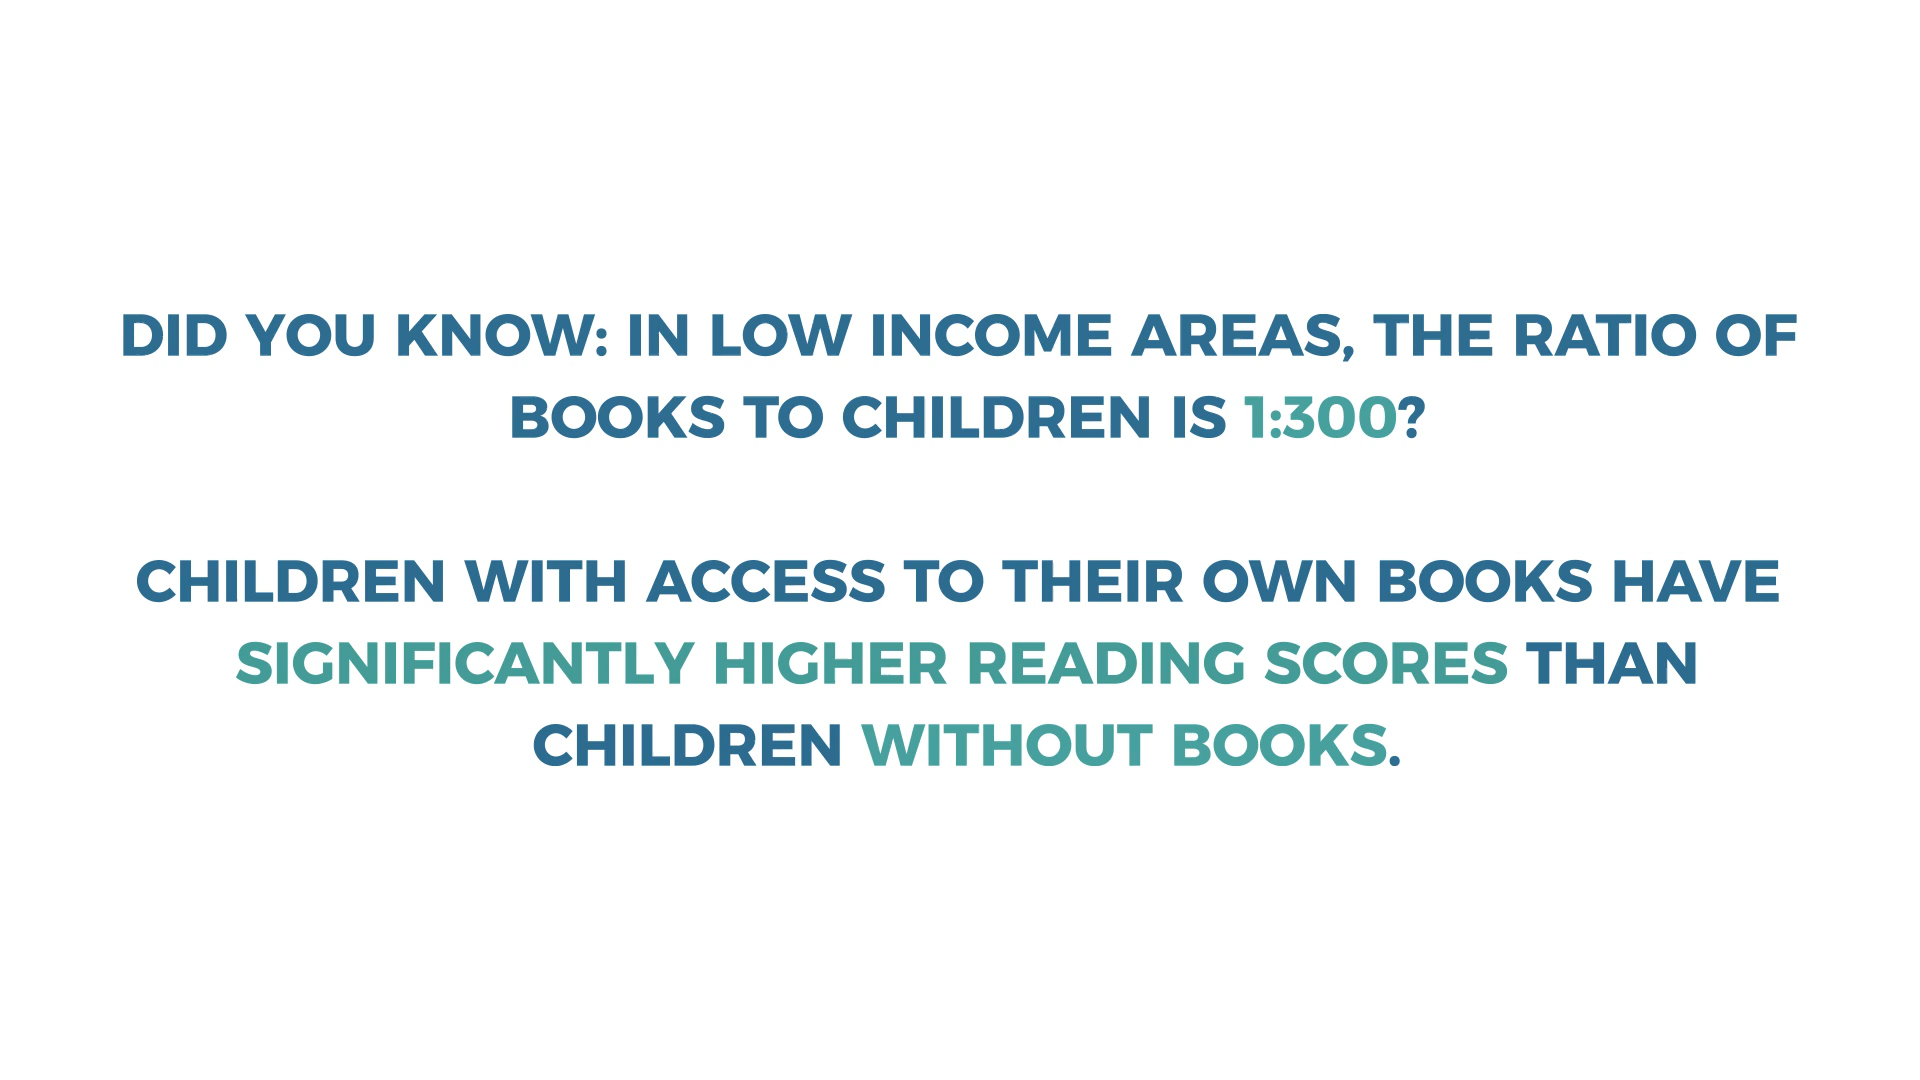 DID YOU KNOW: IN LOW INCOME AREAS, THE RATIO OF
BOOKS TO CHILDREN IS 1:300?
CHILDREN WITH ACCESS TO THEIR OWN BOOKS HAVE
SIGNIFICANTLY HIGHER READING SCORES THAN
CHILDREN WITHOUT BOOKS.